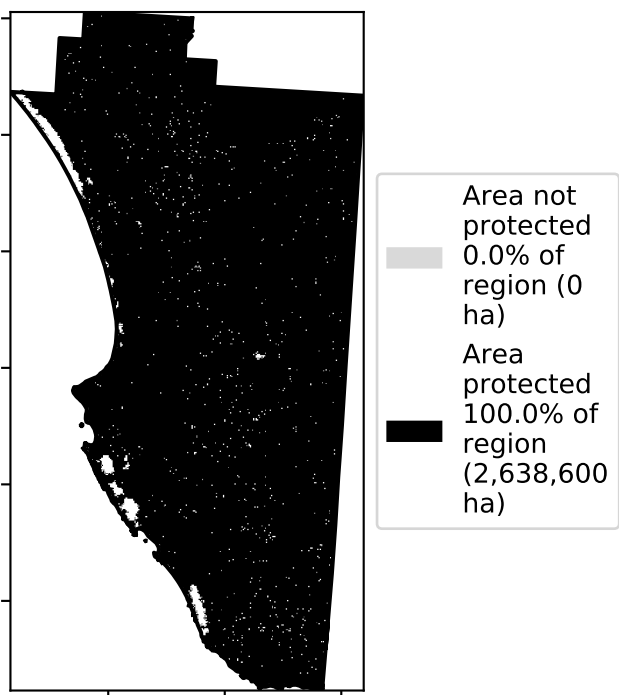 Area not
protected
0.0% of
region (0
ha)
Area
protected
100.0% of
region
(2,638,600
ha)